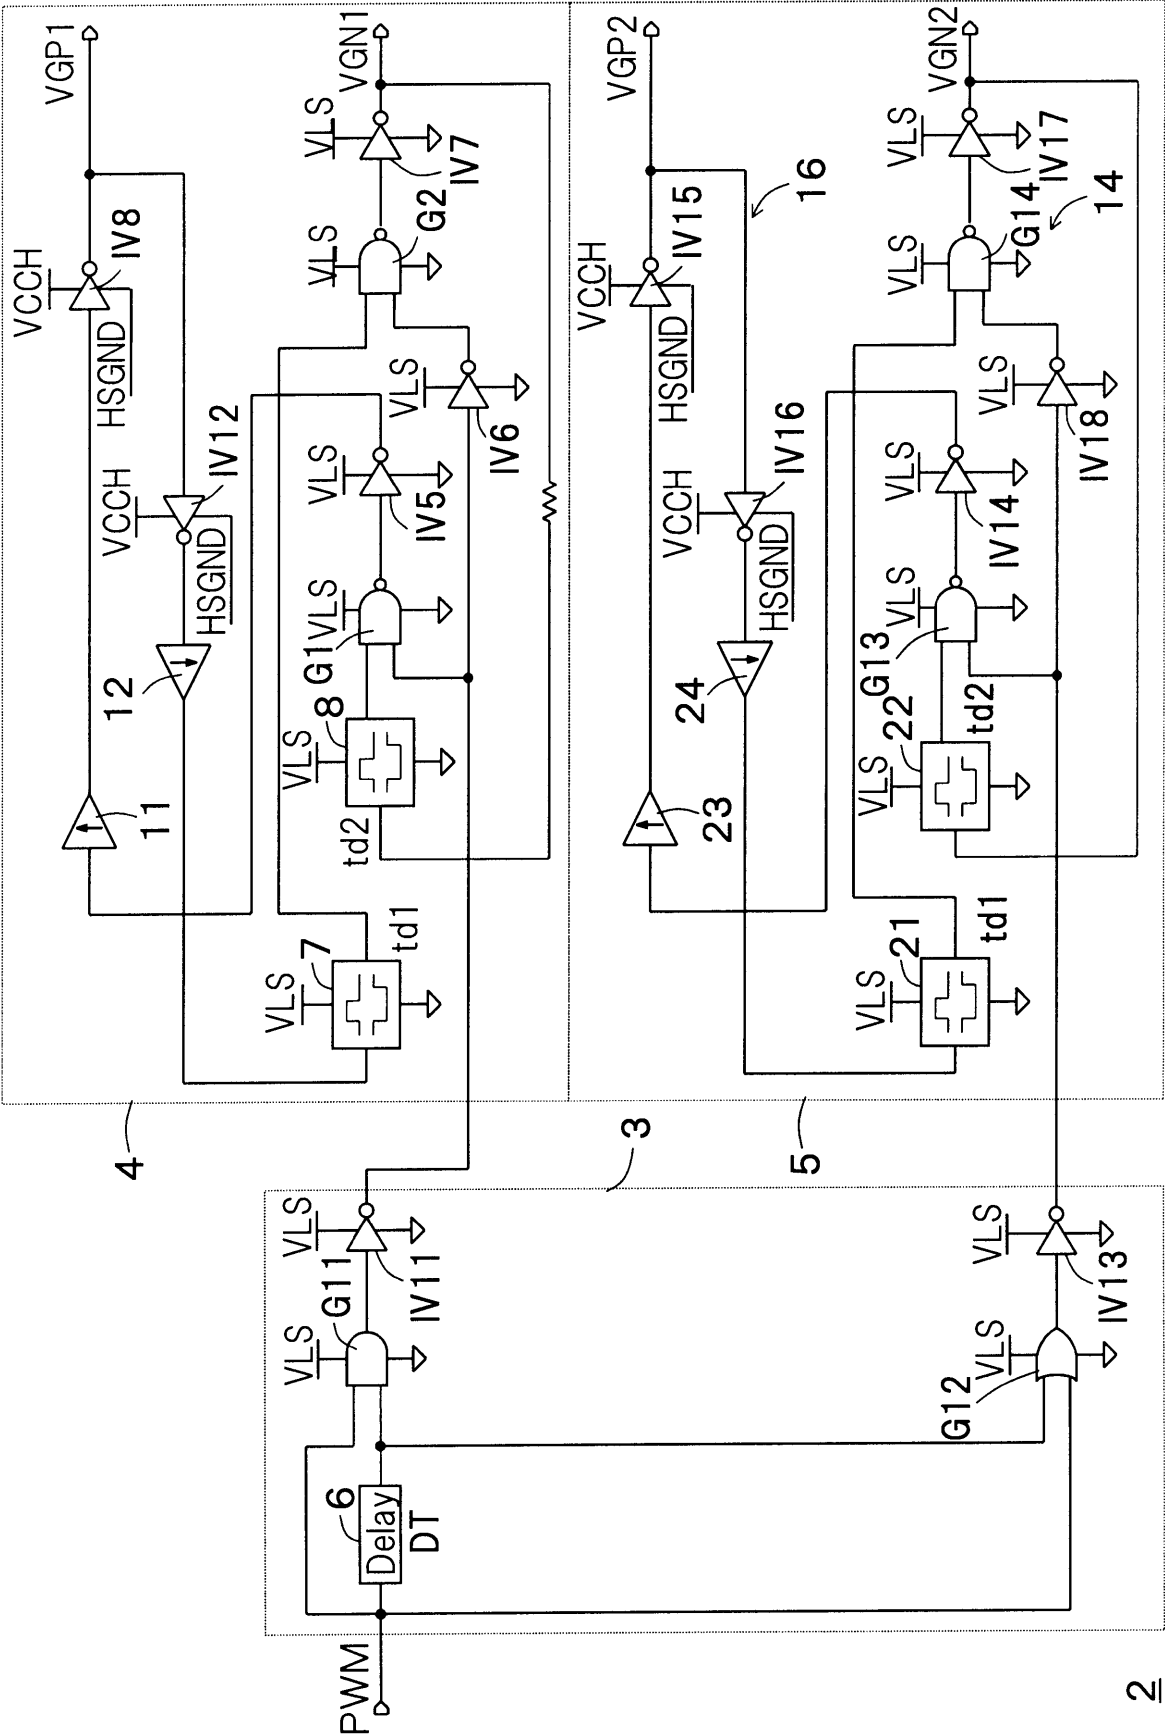 2
PWM
6
Delay
DT
VLS
G11
VLS
IV11
VLS
G12
VLS
IV13
3
4
VGP1
VCCH
IV8
HSGND
VCCH
IV12
HSGND
12
11
VGN1
VLS
IV7
VLS
G2
VLS
IV6
VLS
IV5
VLS
G1
VLS
8
td2
VLS
7
td1
5
VGP2
VCCH
IV15
HSGND
16
VCCH
IV16
HSGND
24
23
VGN2
VLS
IV17
VLS
G14
14
VLS
IV18
VLS
IV14
VLS
G13
VLS
22
td2
VLS
21
td1